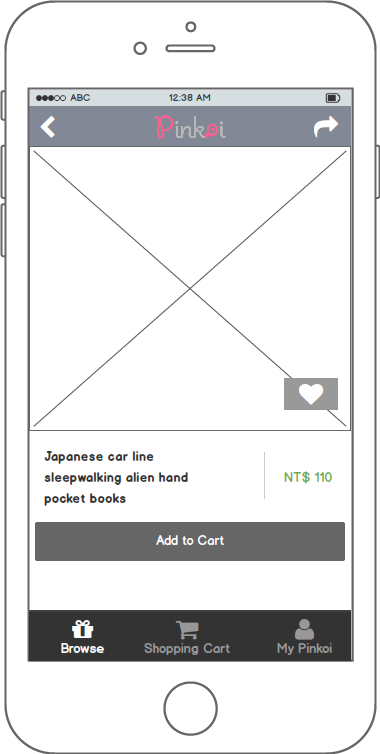 ABC 12:38 AM
Pinkoi
Japanese car line
sleepwalking alien hand
pocket books
NT$ 110
Add to Cart
Browse Shopping Cart My Pinkoi